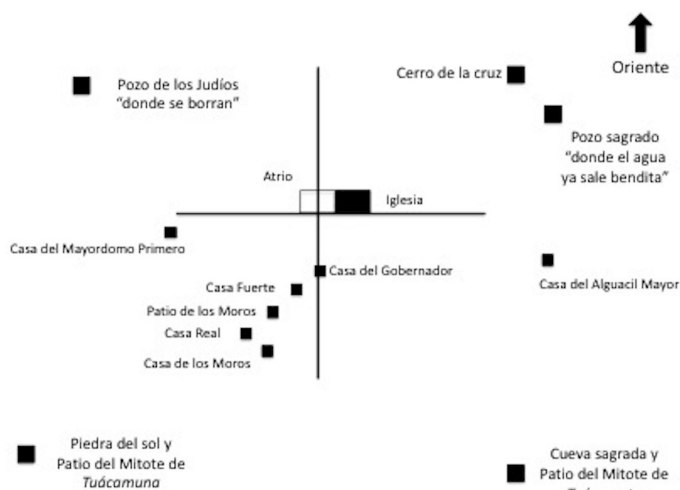 Oriente
Cerro de la cruz
Pozo de los Judíos
“donde se borran”
Pozo sagrado
“donde el agua
ya sale bendita”
Atrio
Iglesia
Casa del Mayordomo Primero
Casa del Gobernador
Casa Fuerte
Casa del Alguacil Mayor
Patio de los Moros
Casa Real
Casa de los Moros
Piedra del sol y
Patio del Mitote de
Tuácamuna
Cueva sagrada y
Patio del Mitote de